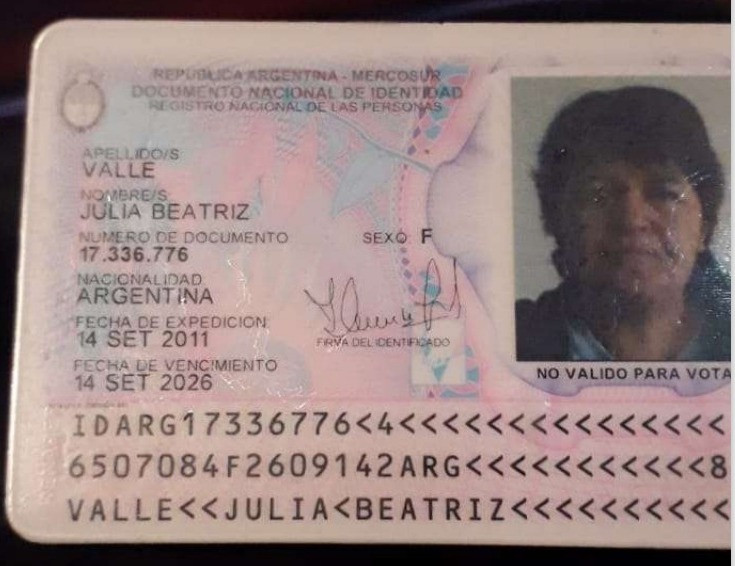 REPUBLICA ARGENTINA - MERCOSUR
DOCUMENTO NACIONAL DE IDENTIDAD
REGISTRO NACIONAL DE LAS PERSONAS
APELLIDO/S
VALLE
NOMBRE/S
JULIA BEATRIZ
NUMERO DE DOCUMENTO SEXO F
17.336.776
NACIONALIDAD
ARGENTINA
FECHA DE EXPEDICION
14 SET 2011
FIRMA DEL IDENTIFICADO
FECHA DE VENCIMIENTO
14 SET 2026
NO VALIDO PARA VOTA
IDARG17336776<4<<<<<<<<<<<<<<<
6507084F2609142ARG<<<<<<<<<<<8
VALLE<<JULIA<BEATRIZ<<<<<<<<<<